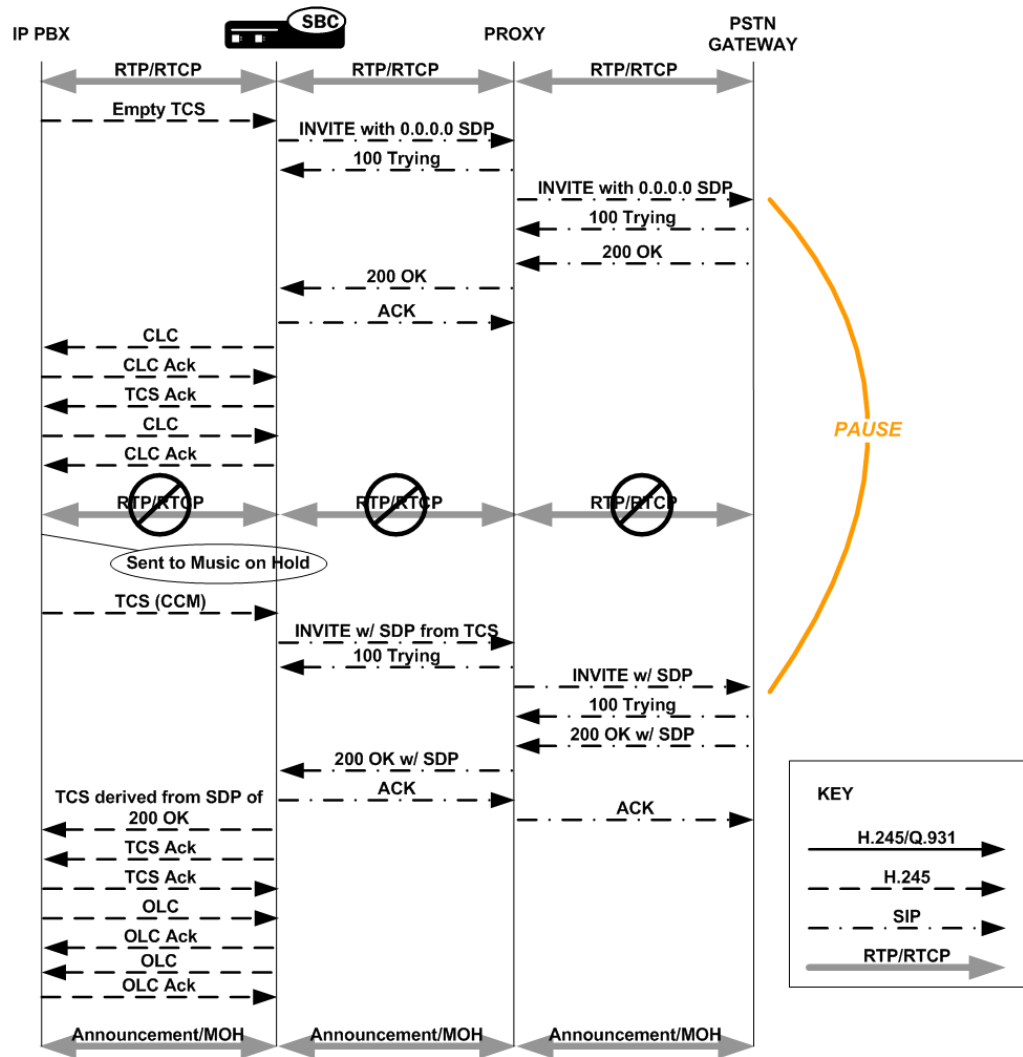 SBC
IP PBX
PROXY
PSTN
GATEWAY
RTP/RTCP
RTP/RTCP
RTP/RTCP
Empty TCS
INVITE with 0.0.0.0 SDP
100 Trying
INVITE with 0.0.0.0 SDP
100 Trying
200 OK
200 OK
ACK
CLC
CLC Ack
TCS Ack
CLC
CLC Ack
PAUSE
RTP/RTCP
RTP/RTCP
RTP/RTCP
Sent to Music on Hold
TCS (CCM)
INVITE w/ SDP from TCS
100 Trying
INVITE w/ SDP
100 Trying
200 OK w/ SDP
200 OK w/ SDP
ACK
ACK
TCS derived from SDP of
200 OK
TCS Ack
TCS Ack
OLC
OLC Ack
OLC
OLC Ack
Announcement/MOH
Announcement/MOH
Announcement/MOH
KEY
H.245/Q.931
H.245
SIP
RTP/RTCP